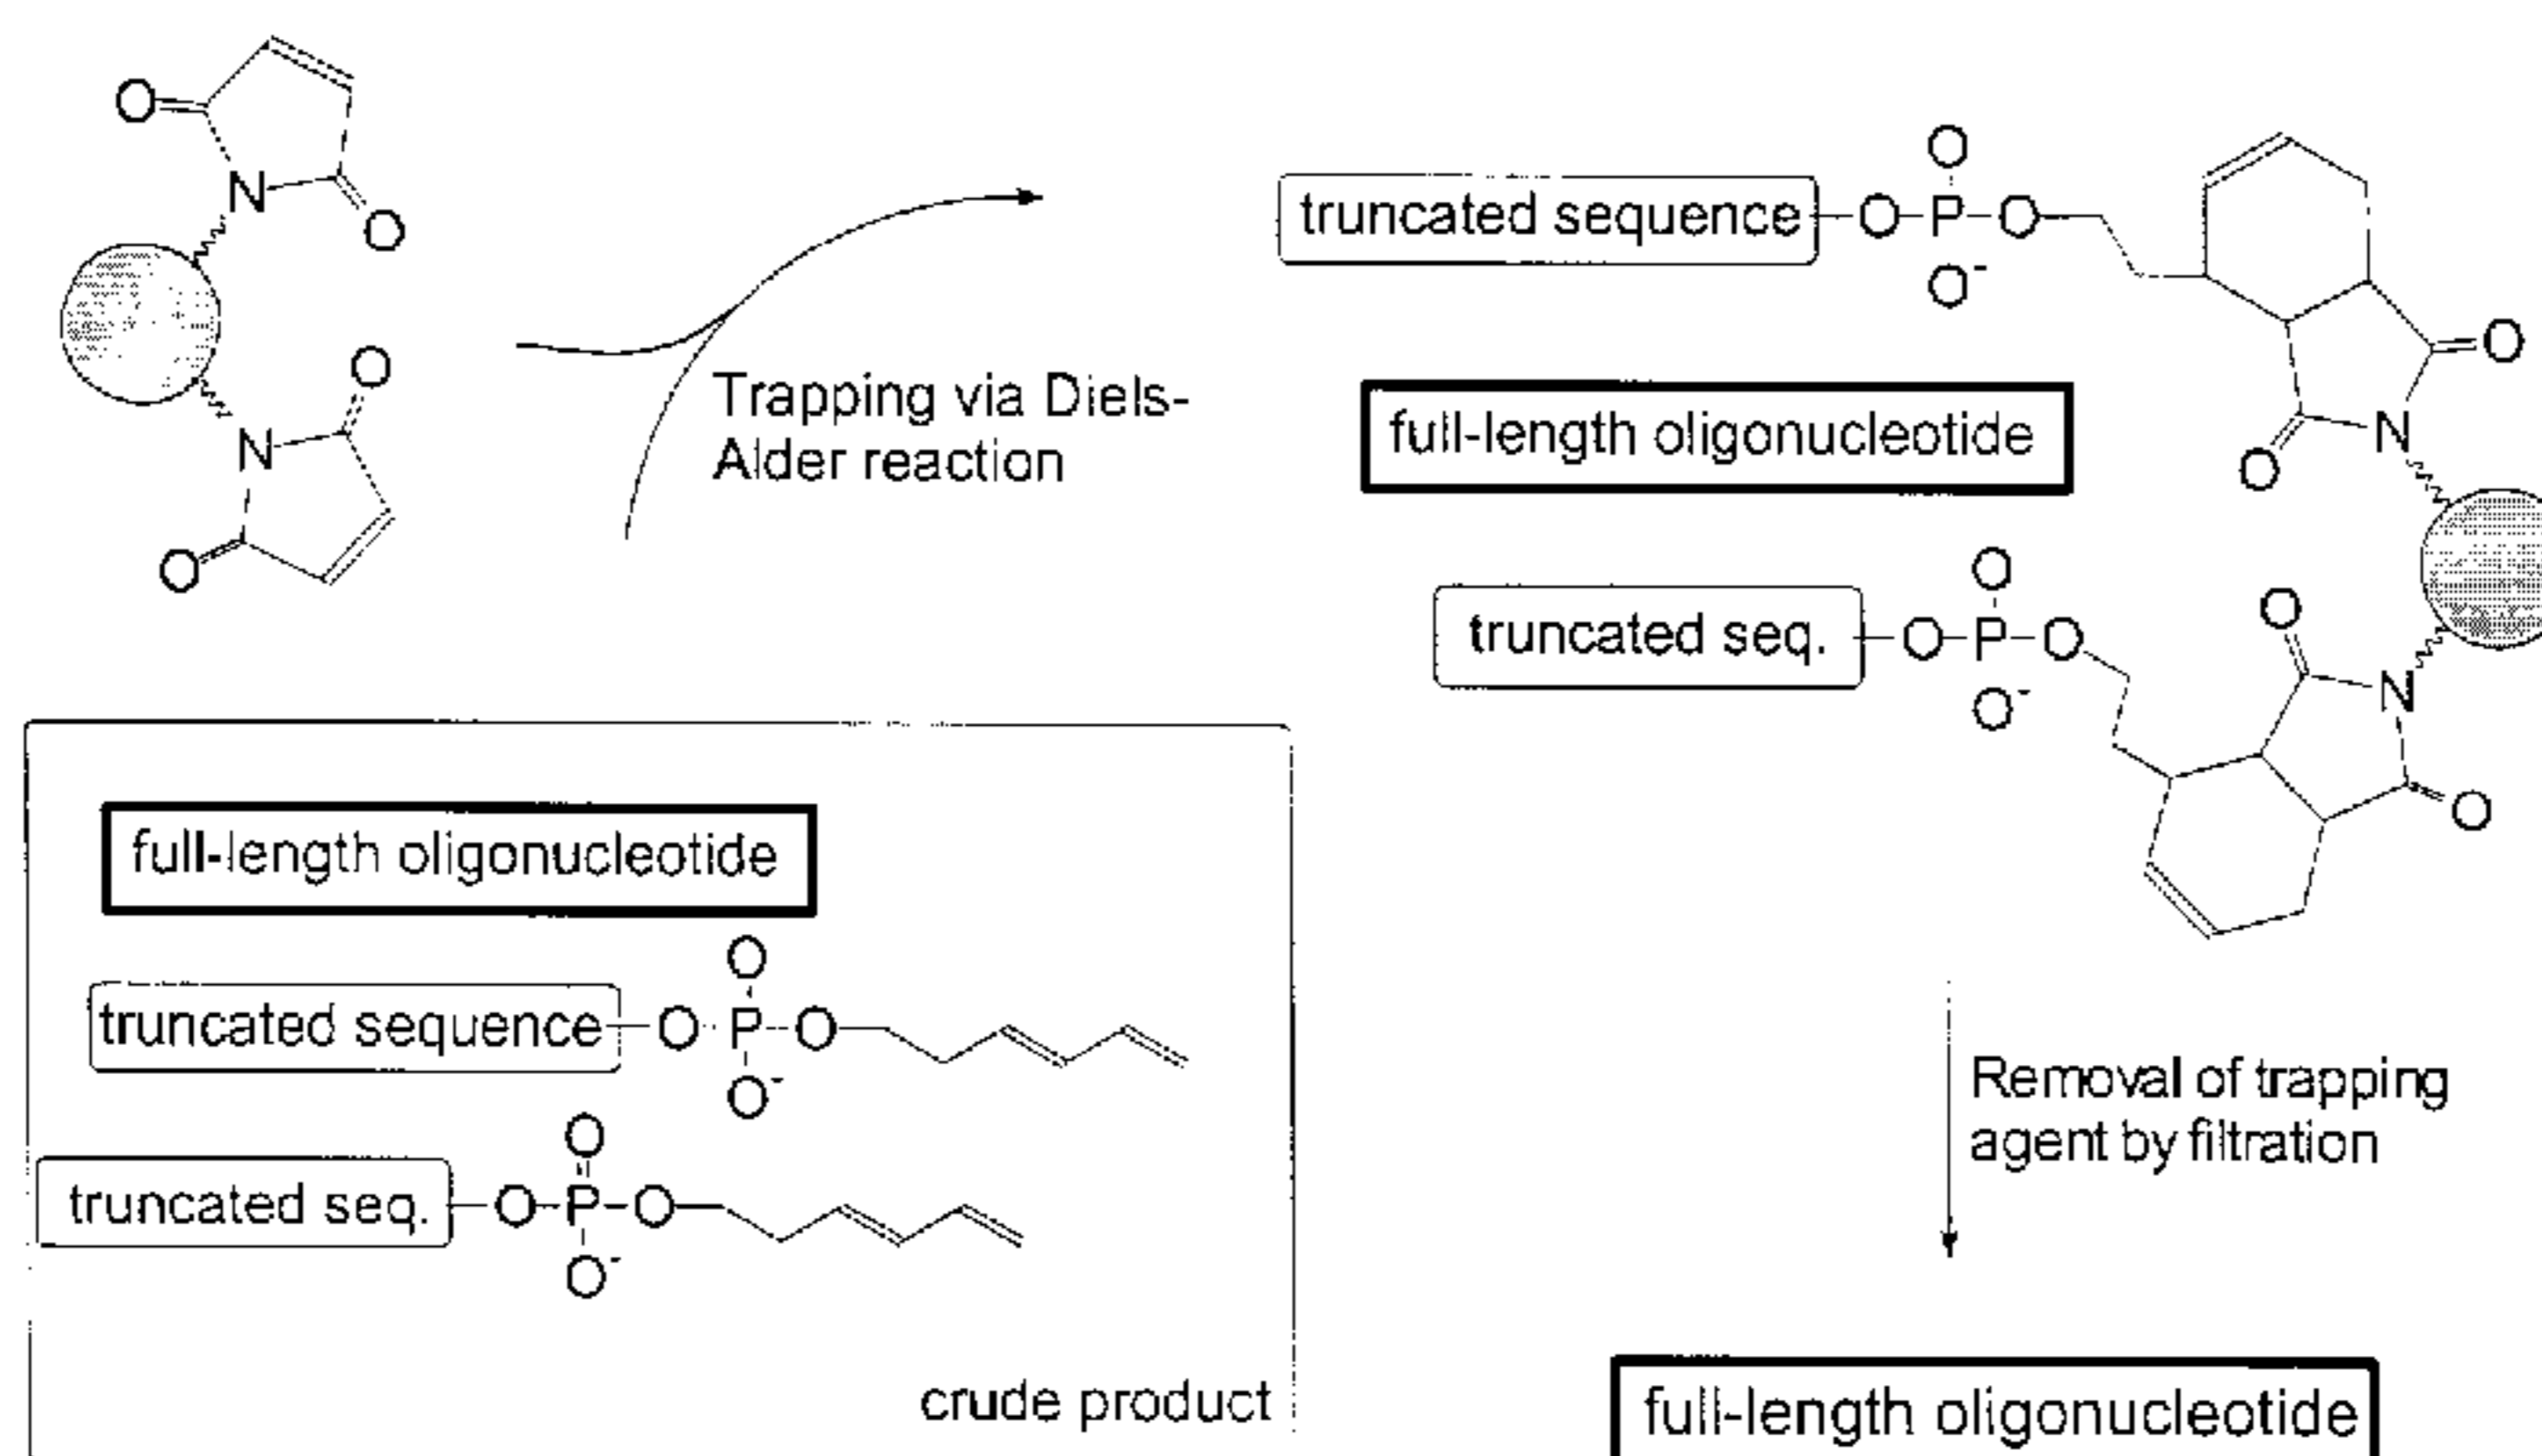 O
N
O
O
N
O
Trapping via Diels-
Alder reaction
O
truncated sequence O P O
O-
O
full-length oligonucleotide
O N
O
truncated seq. O P O
O-
O
N
O
full-length oligonucleotide
O
truncated sequence O P O
O-
O
truncated seq. O P O
O-
crude product
Removal of trapping
agent by filtration
full-length oligonucleotide